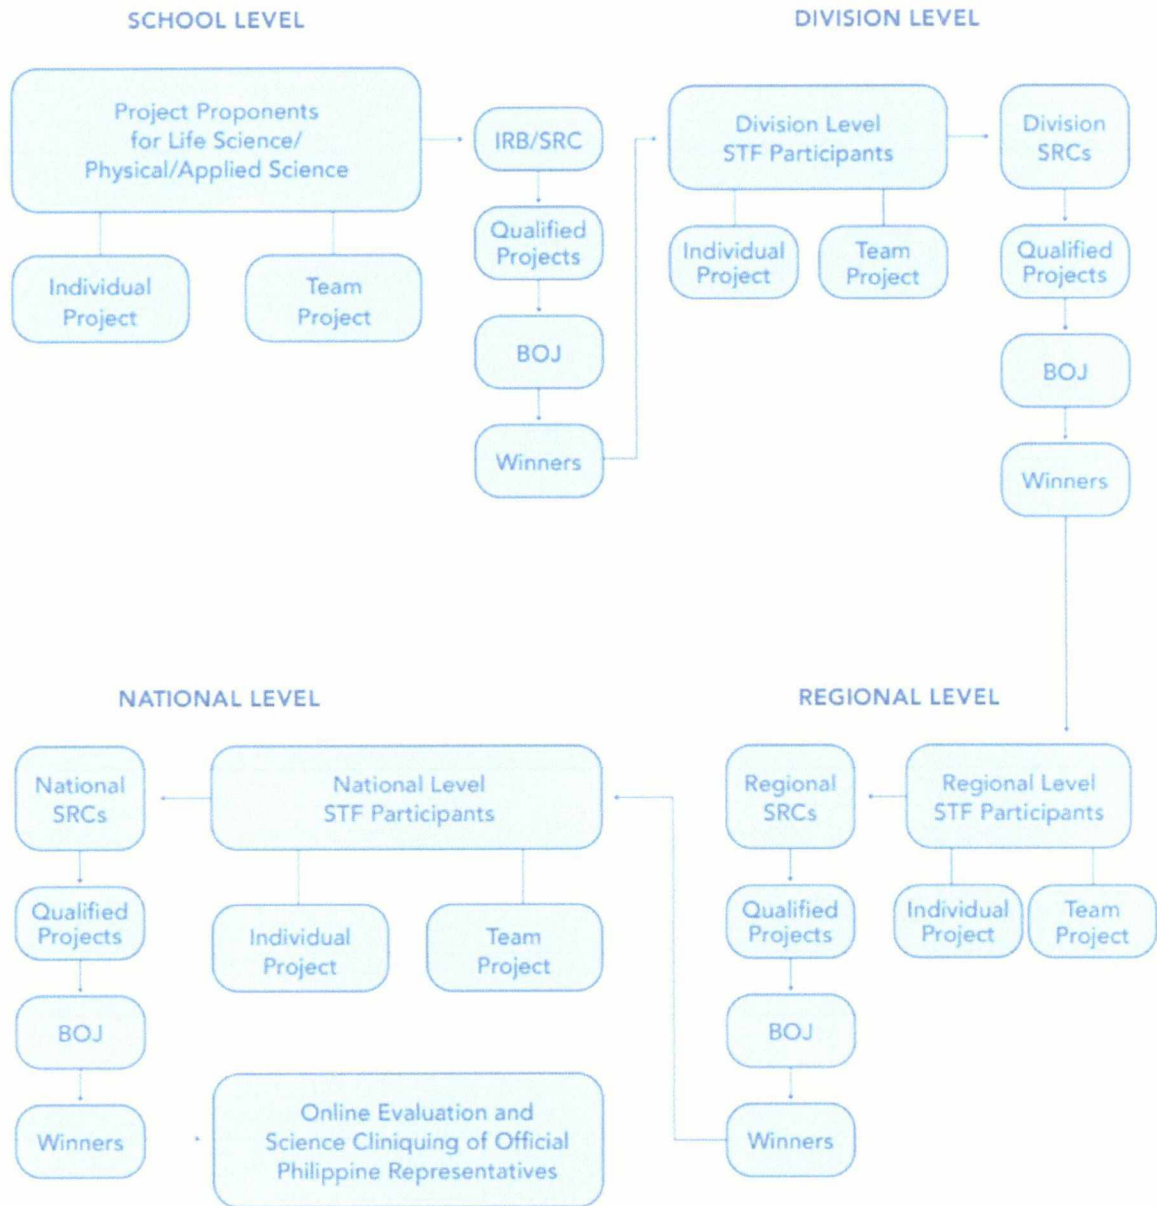 SCHOOL LEVEL
Project Proponents
for Life Science/
Physical/Applied Science
Individual
Project
Team
Project
IRB/SRC
Qualified
Projects
BOJ
Winners
DIVISION LEVEL
Division Level
STF Participants
Individual
Project
Team
Project
Division
SRCs
Qualified
Projects
BOJ
Winners
REGIONAL LEVEL
Regional Level
STF Participants
Individual
Project
Team
Project
Regional
SRCs
Qualified
Projects
BOJ
Winners
NATIONAL LEVEL
National Level
STF Participants
Individual
Project
Team
Project
National
SRCs
Qualified
Projects
BOJ
Winners
Online Evaluation and
Science Cliniquing of Official
Philippine Representatives